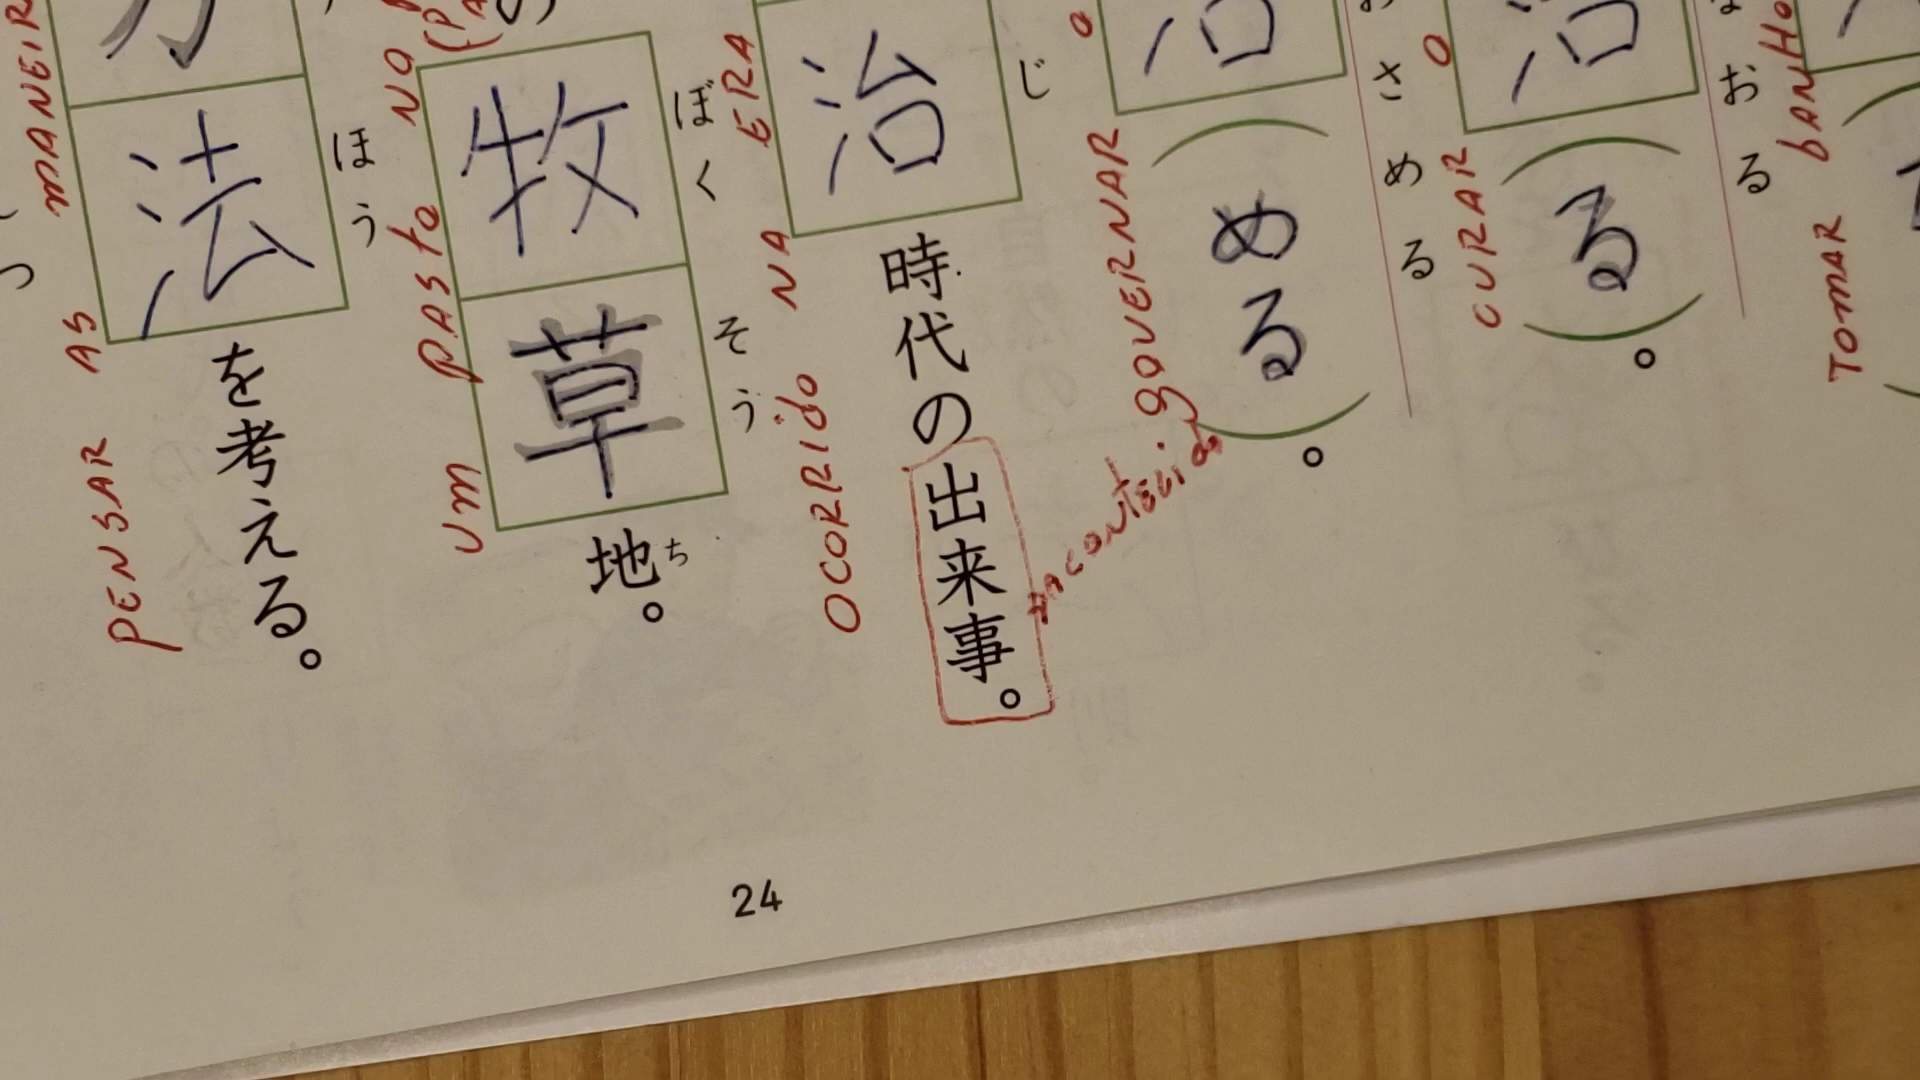 お
さ
め
る
なおる
TOMAR bANHO
治
(る)。
CURAR O
治
(める)。
GOVERNAR O
じ
治時代の出来事。
acontecido
OCORRIDO NA ERA
ぼくそう
牧草地。
ち
UM PASTO NO
ほう
法を考える。
PENSAR AS MANEIR
24